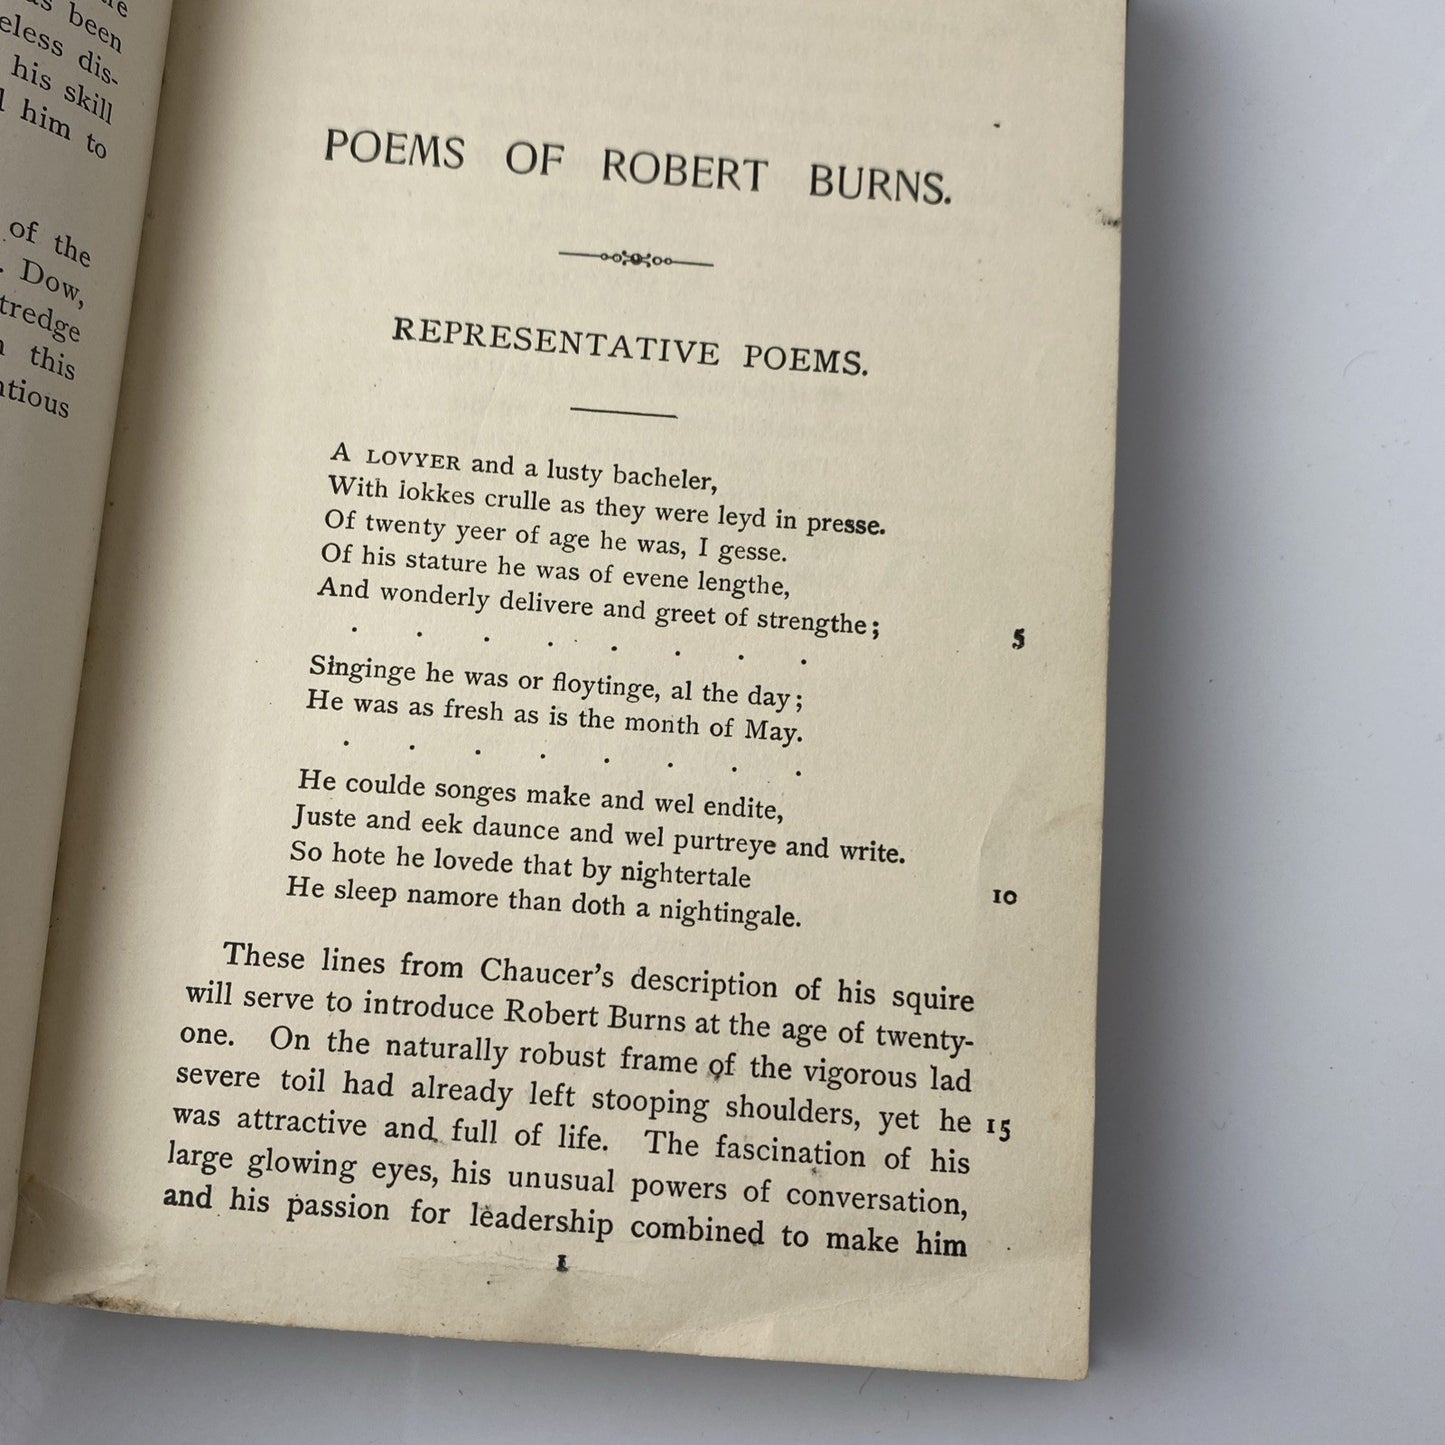 the
as been
eless dis-
his skill
him to
of the
Dow,
tredge
this
ntious
POEMS OF ROBERT BURNS.
REPRESENTATIVE POEMS.
A LOVYER and a lusty bacheler,
With lokkes crulle as they were leyd in presse.
Of twenty yeer of age he was, I gesse.
Of his stature he was of evene lengthe,
And wonderly delivere and greet of strengthe; 5
. . . . . . . .
Singinge he was or floytinge, al the day;
He was as fresh as is the month of May.
. . . . . . . .
He coulde songes make and wel endite,
Juste and eek daunce and wel purtreye and write.
So hote he lovede that by nightertale
He sleep namore than doth a nightingale. 10
These lines from Chaucer's description of his squire
will serve to introduce Robert Burns at the age of twenty-
one. On the naturally robust frame of the vigorous lad
severe toil had already left stooping shoulders, yet he 15
was attractive and full of life. The fascination of his
large glowing eyes, his unusual powers of conversation,
and his passion for leadership combined to make him
1